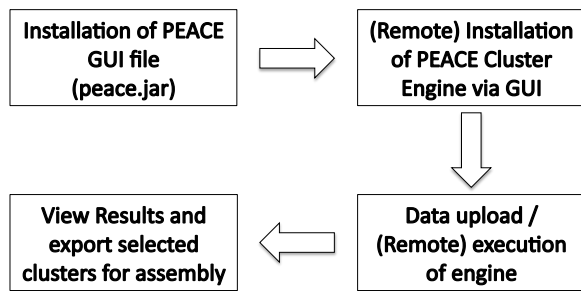 Installation of PEACE
GUI file
(peace.jar)
(Remote) Installation
of PEACE Cluster
Engine via GUI
Data upload /
(Remote) execution
of engine
View Results and
export selected
clusters for assembly